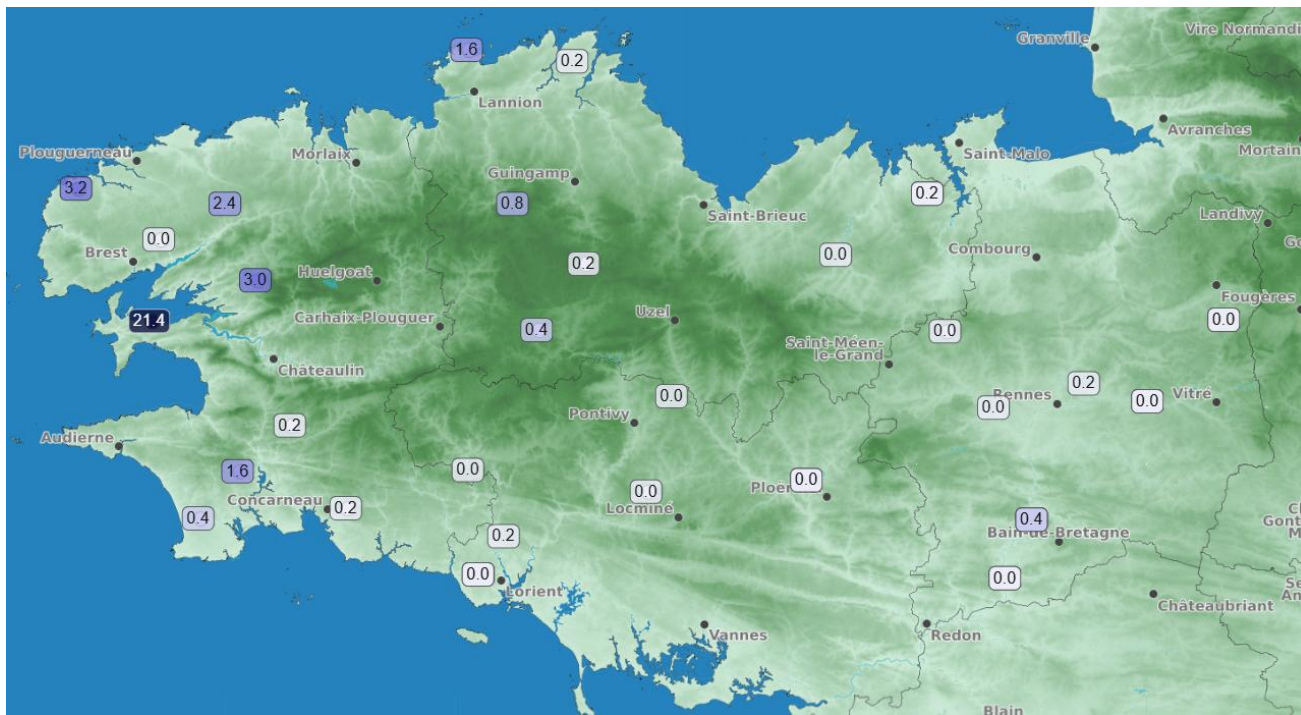 Granville
Vire Normandi
1.6
0.2
Lannion
Avranches
Saint-Malo
Mortain
Plouguerneau
Morlaix
Guingamp
3.2
2.4
0.8
0.2
Saint-Brieuc
Landivy
0.0
Brest
0.2
0.0
Combourg
Huelgoat
3.0
Fougères
21.4
Carhaix-Plouguer
0.4
Uzel
0.0
0.0
Saint-Méen-
le-Grand
Châteaulin
0.0
Pontivy
0.2
Rennes
0.0
0.0
Vitré
0.2
Audierne
1.6
0.0
0.0
0.0
Concarneau
0.2
0.4
Locminé
0.4
Bain-de-Bretagne
0.2
0.0
Lorient
0.0
Châteaubriant
Vannes
Redon
Blain